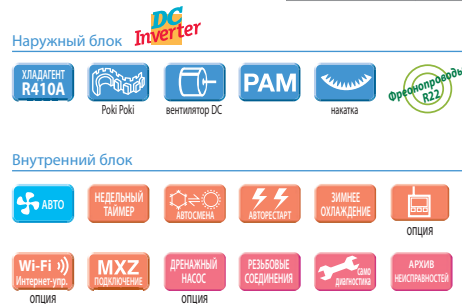 Наружный блок
DC
Inverter
ХЛАДАГЕНТ
R410A
Poki Poki
вентилятор DC
PAM
накатка
Фреонопроводы
R22
Внутренний блок
АВТО
НЕДЕЛЬНЫЙ
ТАЙМЕР
АВТОСМЕНА
АВТОРЕСТАРТ
ЗИМНЕЕ
ОХЛАЖДЕНИЕ
опция
Wi-Fi
Интернет-упр.
опция
MXZ
ПОДКЛЮЧЕНИЕ
ДРЕНАЖНЫЙ
НАСОС
опция
РЕЗЬБОВЫЕ
СОЕДИНЕНИЯ
само
диагностика
АРХИВ
НЕИСПРАВНОСТЕЙ